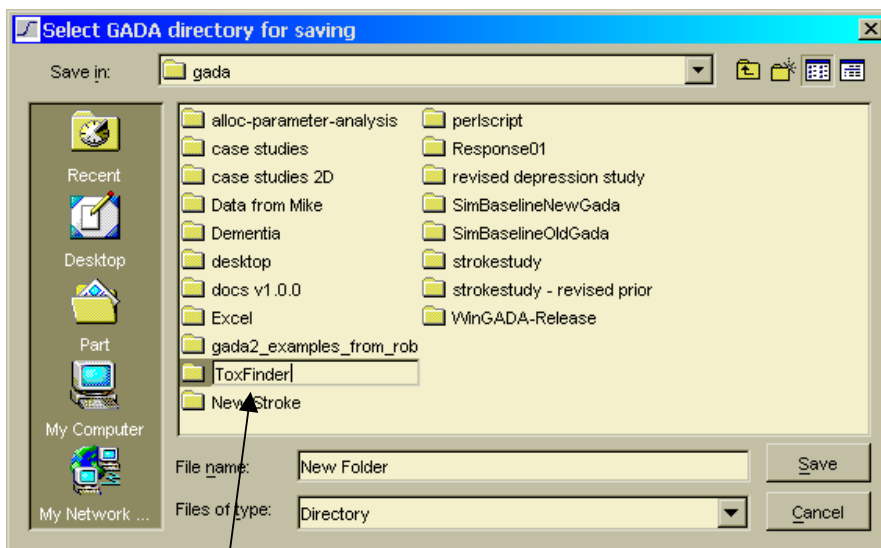 Select GADA directory for saving
Save in:
gada
Recent
Desktop
Part
My Computer
My Network ...
alloc-parameter-analysis
case studies
case studies 2D
Data from Mike
Dementia
desktop
docs v1.0.0
Excel
gada2_examples_from_rob
ToxFinder
New Stroke
perlscript
Response01
revised depression study
SimBaselineNewGada
SimBaselineOldGada
strokestudy
strokestudy - revised prior
WinGADA-Release
File name:
New Folder
Save
Files of type:
Directory
Cancel